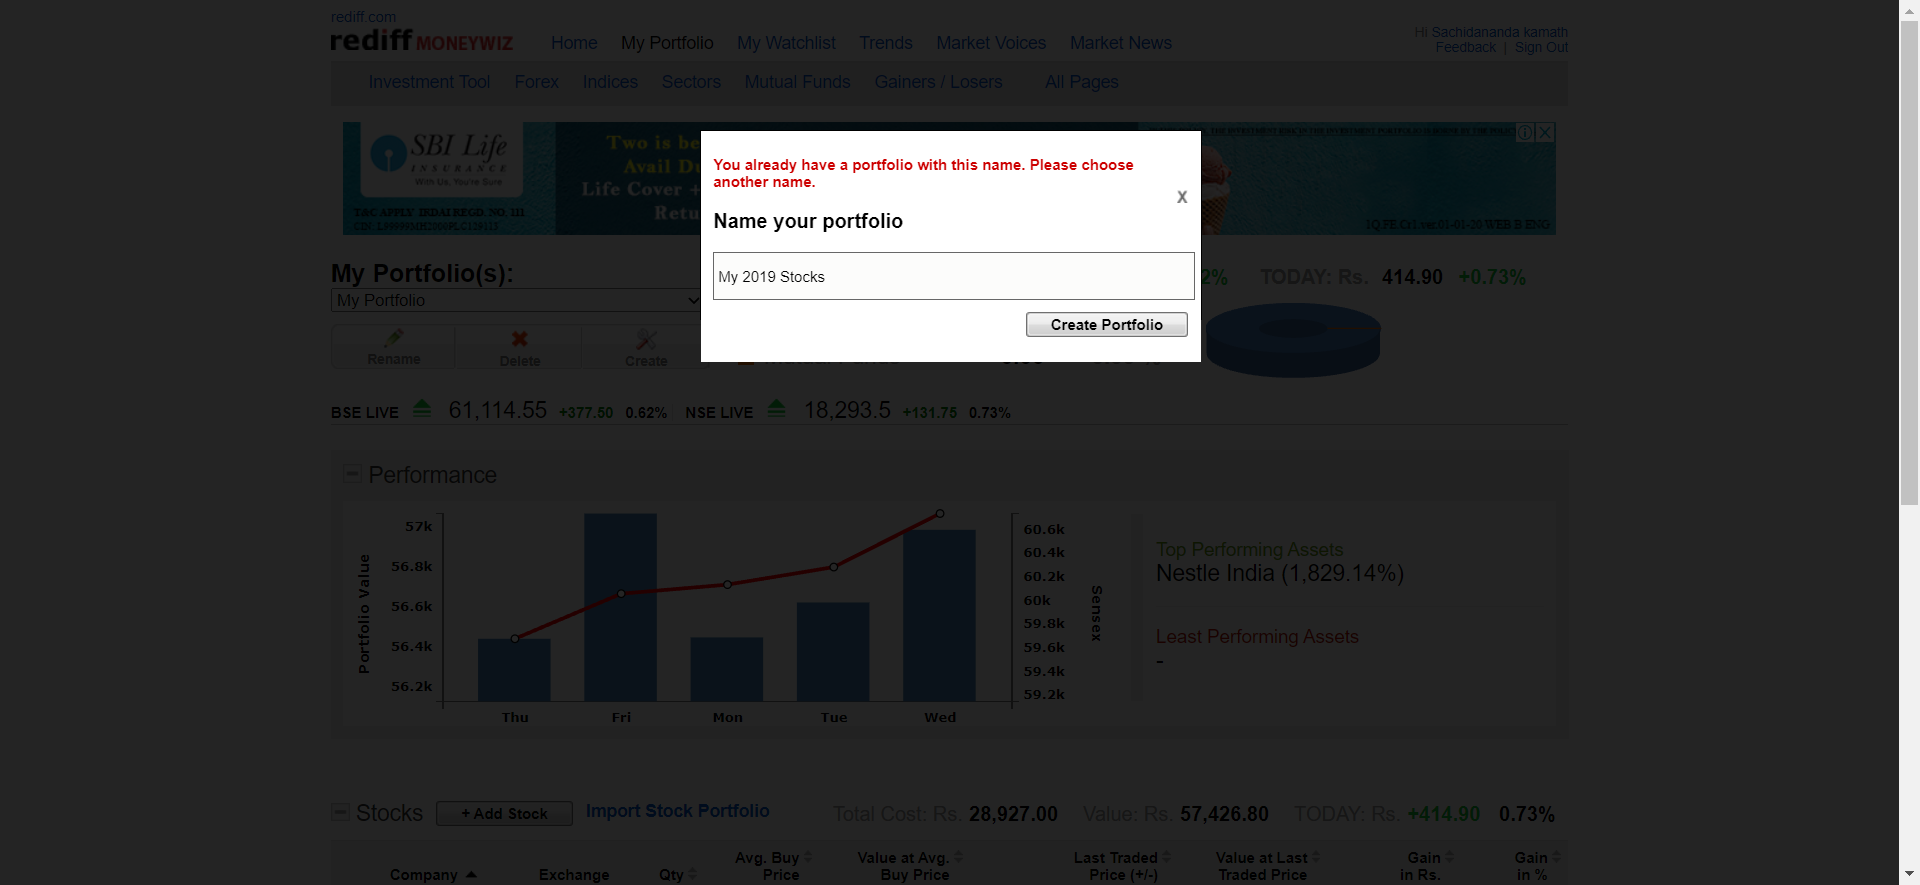 rediff.com
rediff MONEYWIZ
Home My Portfolio My Watchlist Trends Market Voices Market News
Hi Sachidananda kamath
Feedback | Sign Out
Investment Tool Forex Indices Sectors Mutual Funds Gainers / Losers All Pages
SBI Life
INSURANCE
With Us, You're Sure
T&C APPLY. IRDAI REGD. NO. 111
Two is be
Avail Du
Life Cover +
Retu
1Q.PE.Cr1.ver.01-01-20 WEB B ENG
You already have a portfolio with this name. Please choose
another name.
X
Name your portfolio
My 2019 Stocks
Create Portfolio
My Portfolio(s):
2% TODAY: Rs. 414.90 +0.73%
My Portfolio
Rename Delete Create
BSE LIVE 61,114.55 +377.50 0.62% NSE LIVE 18,293.5 +131.75 0.73%
Performance
Portfolio Value
57k
56.8k
56.6k
56.4k
56.2k
Thu Fri Mon Tue Wed
60.6k
60.4k
60.2k
60k
59.8k
59.6k
59.4k
59.2k
Sensex
Top Performing Assets
Nestle India (1,829.14%)
Least Performing Assets
-
Stocks + Add Stock Import Stock Portfolio Total Cost: Rs. 28,927.00 Value: Rs. 57,426.80 TODAY: Rs. +414.90 0.73%
Company Exchange Qty
Avg. Buy
Price
Value at Avg.
Buy Price
Last Traded
Price (+/-)
Value at Last
Traded Price
Gain
in Rs.
Gain
in %